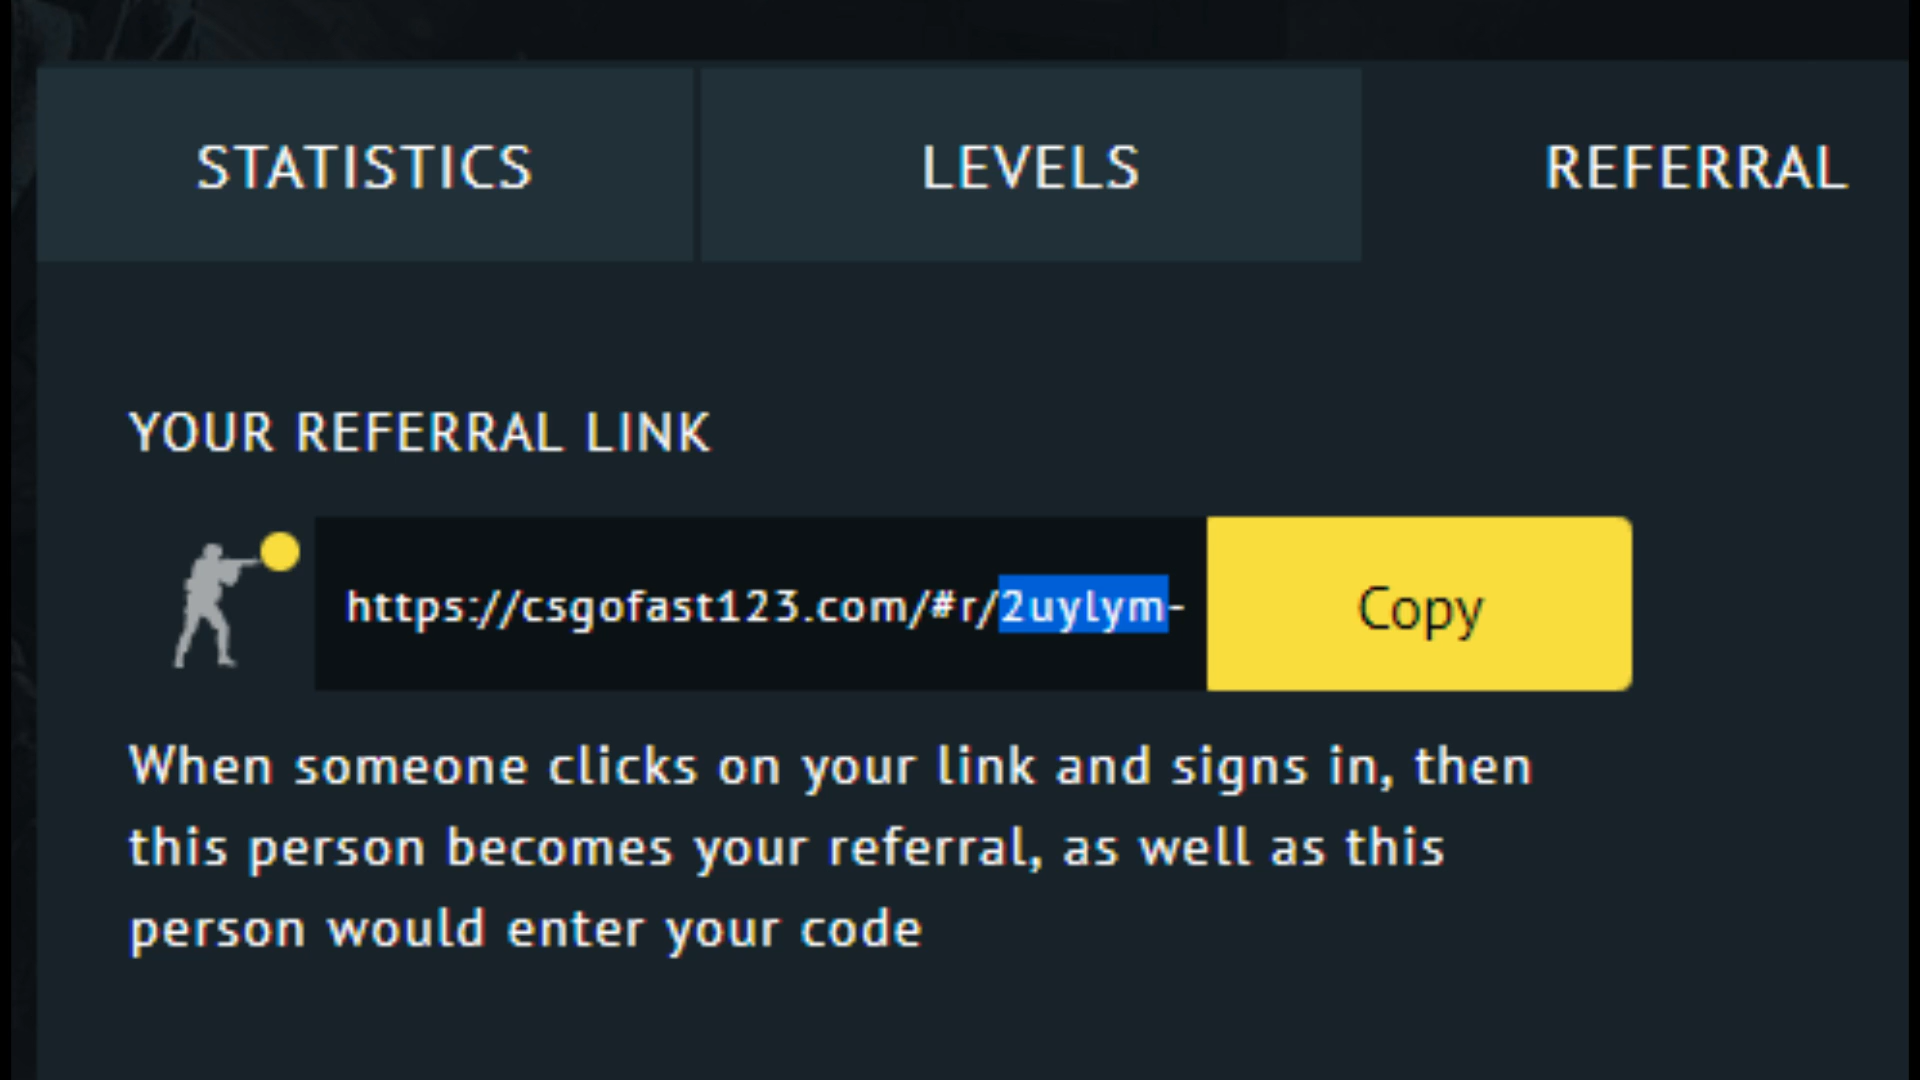 STATISTICS
LEVELS
REFERRAL
YOUR REFERRAL LINK
https://csgofast123.com/#r/2uylym-
Copy
When someone clicks on your link and signs in, then
this person becomes your referral, as well as this
person would enter your code